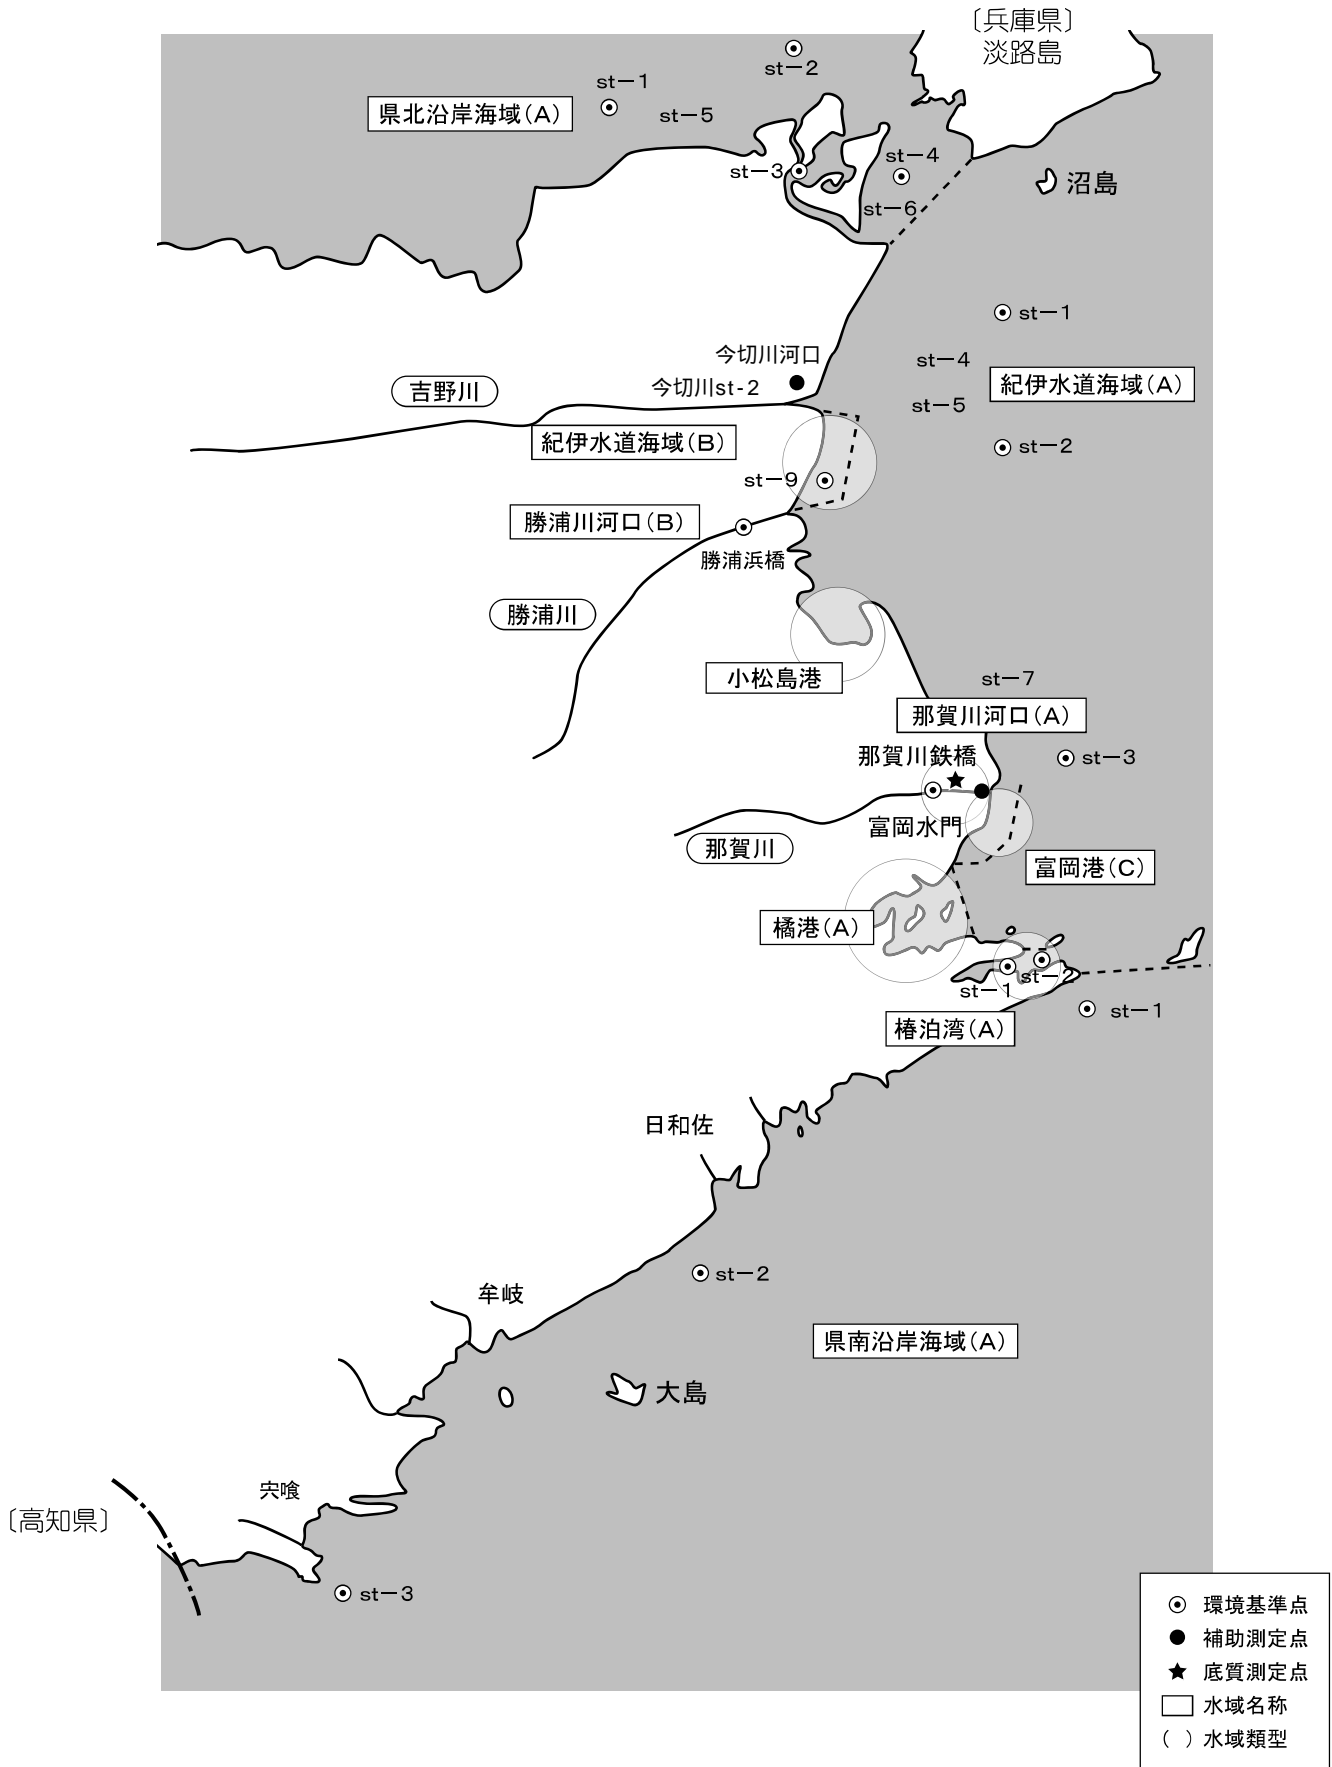 〔兵庫県〕
淡路島
st－2
st－1
県北沿岸海域(A)
st－5
st－3
st－4
沼島
st－6
st－1
今切川河口
st－4
紀伊水道海域(A)
今切川st-2
吉野川
st－5
紀伊水道海域(B)
st－2
st－9
勝浦川河口(B)
勝浦浜橋
勝浦川
小松島港
st－7
那賀川河口(A)
那賀川鉄橋
st－3
富岡水門
那賀川
富岡港(C)
橘港(A)
st－2
st－1
st－1
椿泊湾(A)
日和佐
st－2
牟岐
県南沿岸海域(A)
大島
宍喰
〔高知県〕
st－3
環境基準点
補助測定点
底質測定点
水域名称
( ) 水域類型